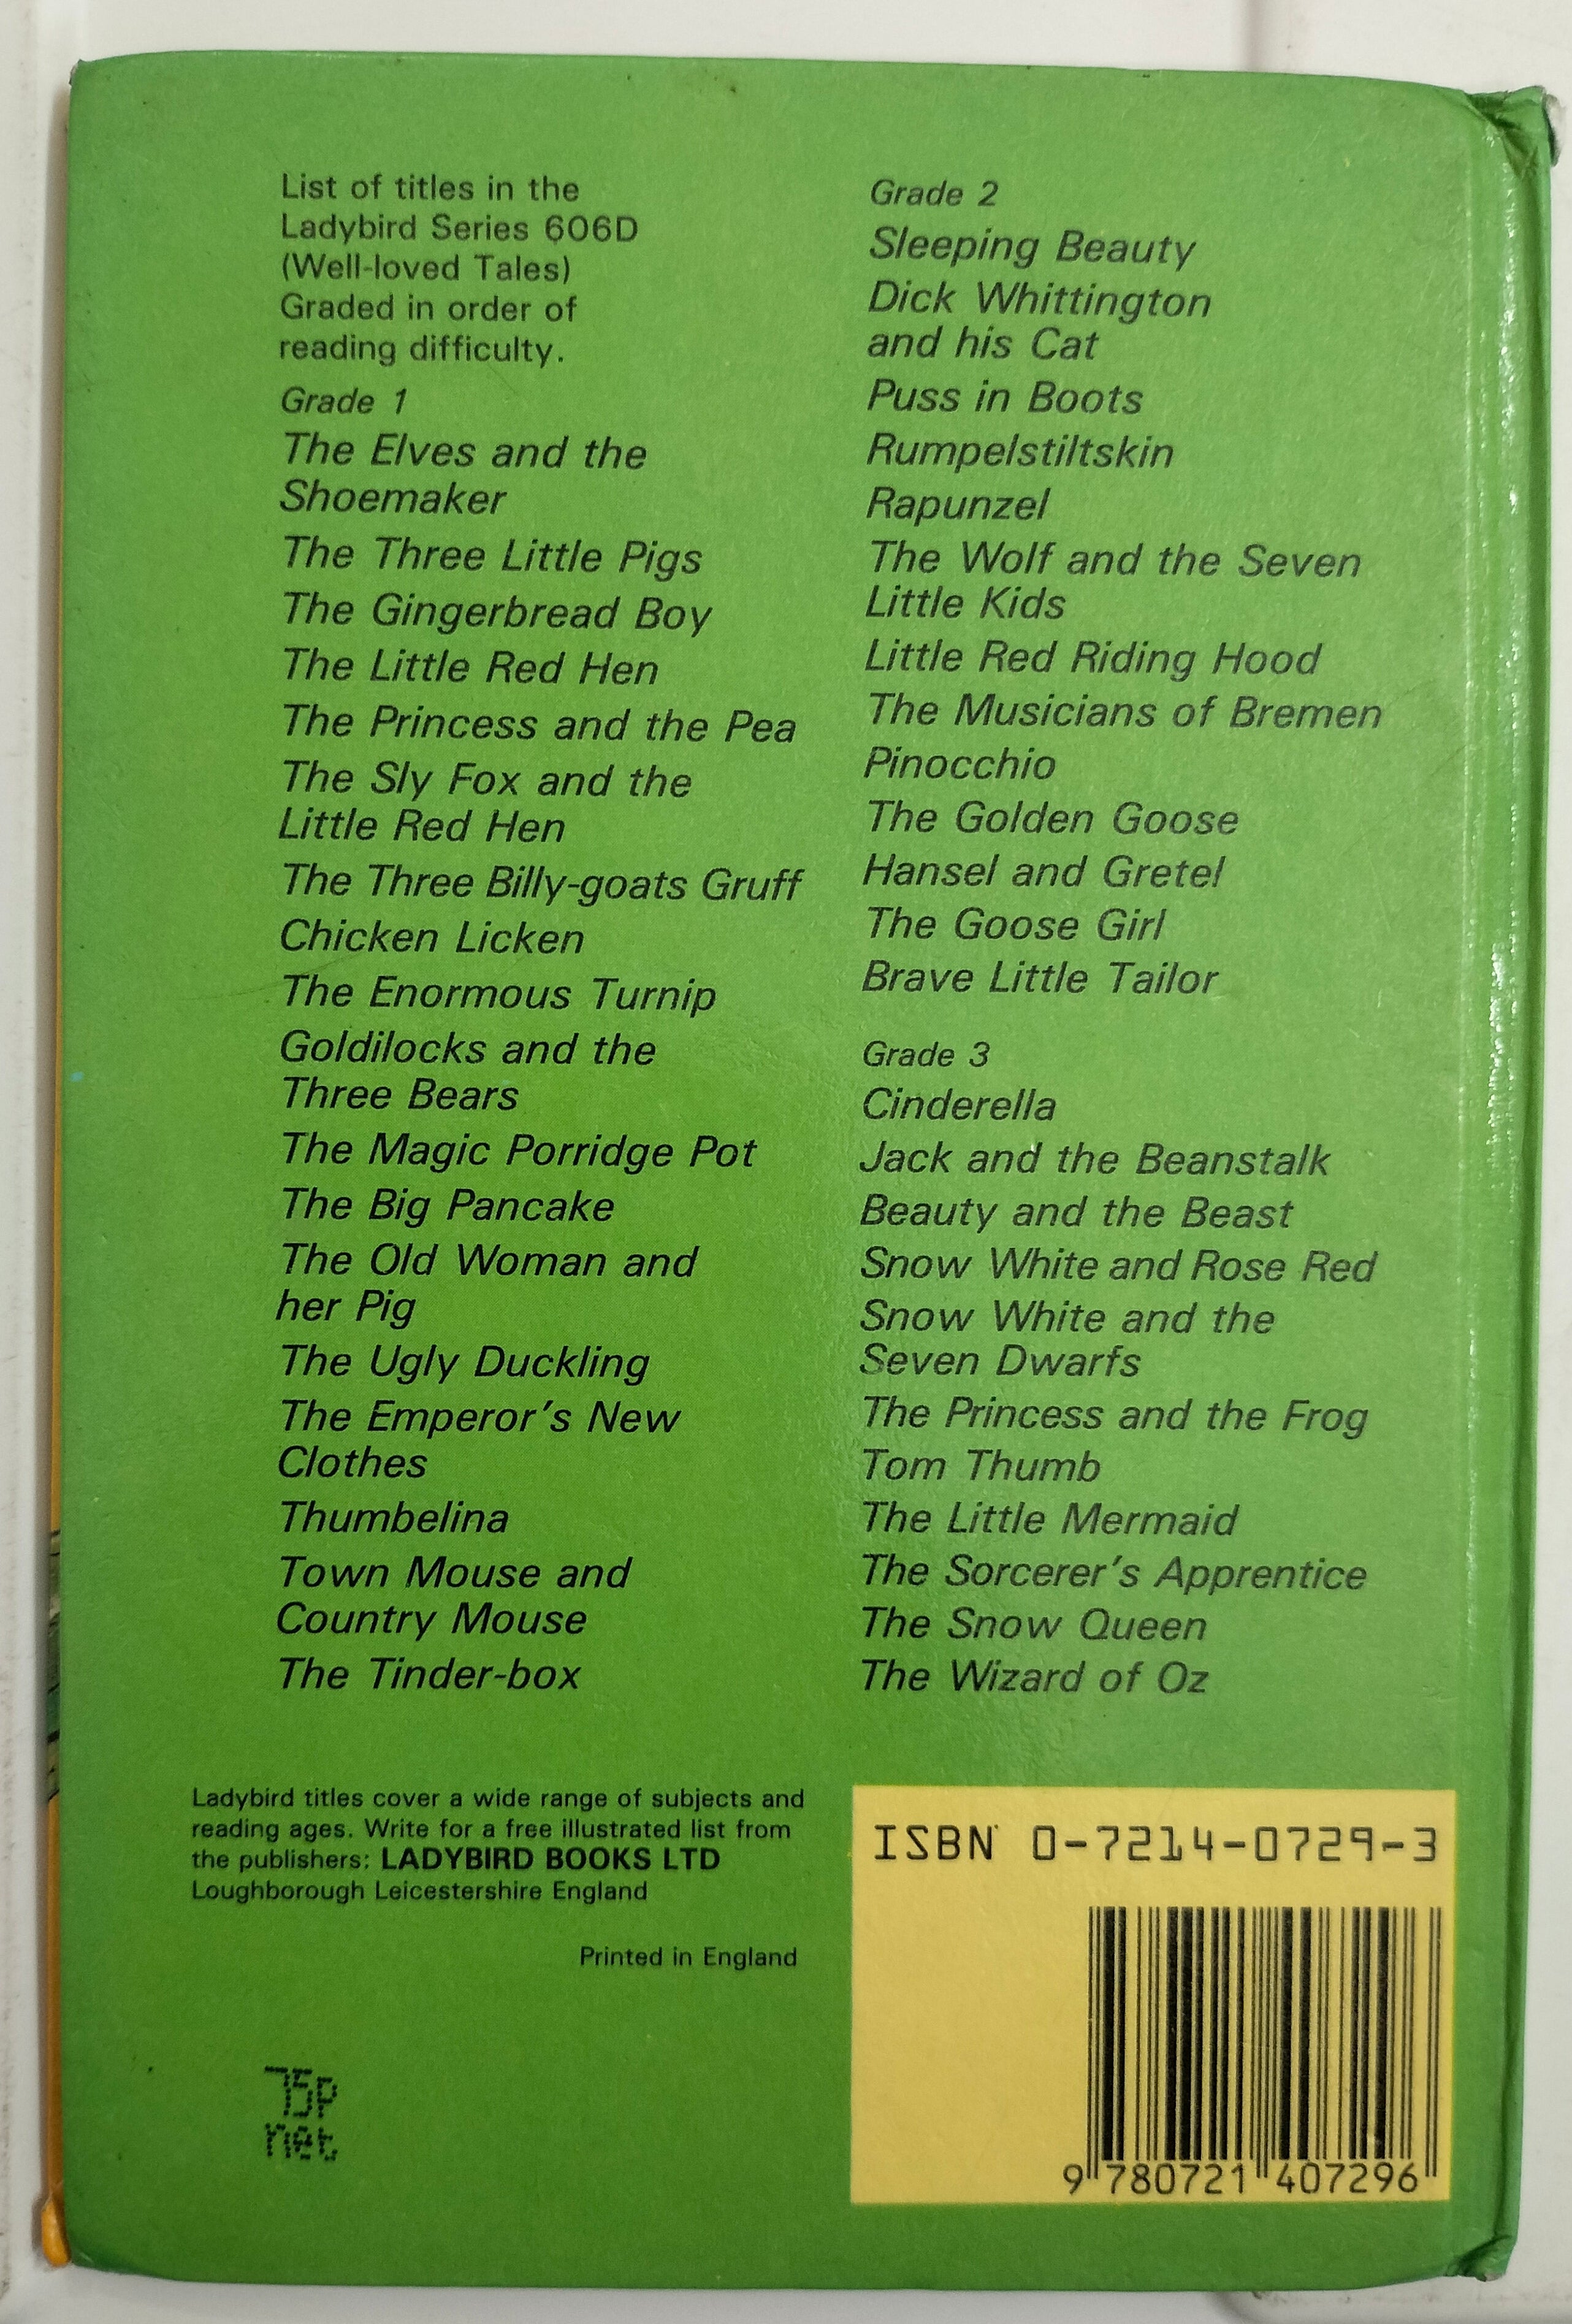 List of titles in the
Ladybird Series 606D
(Well-loved Tales)
Graded in order of
reading difficulty.
Grade 1
The Elves and the
Shoemaker
The Three Little Pigs
The Gingerbread Boy
The Little Red Hen
The Princess and the Pea
The Sly Fox and the
Little Red Hen
The Three Billy-goats Gruff
Chicken Licken
The Enormous Turnip
Goldilocks and the
Three Bears
The Magic Porridge Pot
The Big Pancake
The Old Woman and
her Pig
The Ugly Duckling
The Emperor's New
Clothes
Thumbelina
Town Mouse and
Country Mouse
The Tinder-box
Grade 2
Sleeping Beauty
Dick Whittington
and his Cat
Puss in Boots
Rumpelstiltskin
Rapunzel
The Wolf and the Seven
Little Kids
Little Red Riding Hood
The Musicians of Bremen
Pinocchio
The Golden Goose
Hansel and Gretel
The Goose Girl
Brave Little Tailor
Grade 3
Cinderella
Jack and the Beanstalk
Beauty and the Beast
Snow White and Rose Red
Snow White and the
Seven Dwarfs
The Princess and the Frog
Tom Thumb
The Little Mermaid
The Sorcerer's Apprentice
The Snow Queen
The Wizard of Oz
Ladybird titles cover a wide range of subjects and
reading ages. Write for a free illustrated list from
the publishers: LADYBIRD BOOKS LTD
Loughborough Leicestershire England
Printed in England
75p
net
ISBN 0-7214-0729-3
9 780721 407296